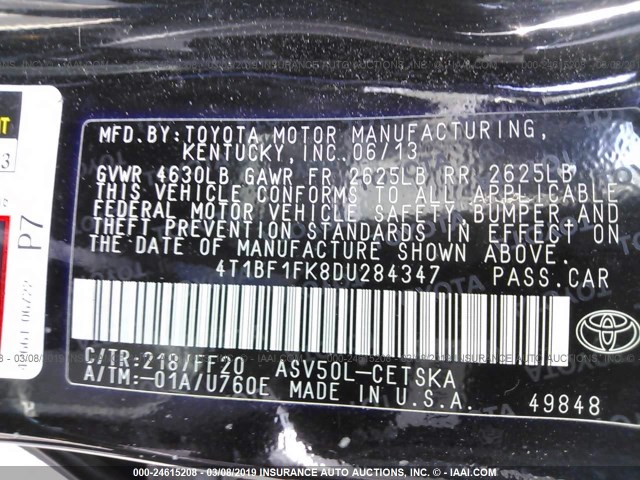 MFD.BY:TOYOTA MOTOR MANUFACTURING,
KENTUCKY, INC. 06/13
GVWR 4630LB GAWR FR 2625LB RR 2625LB
THIS VEHICLE CONFORMS TO ALL APPLICABLE
FEDERAL MOTOR VEHICLE SAFETY, BUMPER, AND
THEFT PREVENTION STANDARDS IN EFFECT ON
THE DATE OF MANUFACTURE SHOWN ABOVE.
4T1BF1FK8DU284347 PASS.CAR
C/TR:218/FF20 ASV50L-CETSKA
A/TM:-01A/U760E MADE IN U.S.A.
49848
P7
000-24615208 - 03/08/2019 - INSURANCE AUTO AUCTIONS, INC. - IAAI.COM